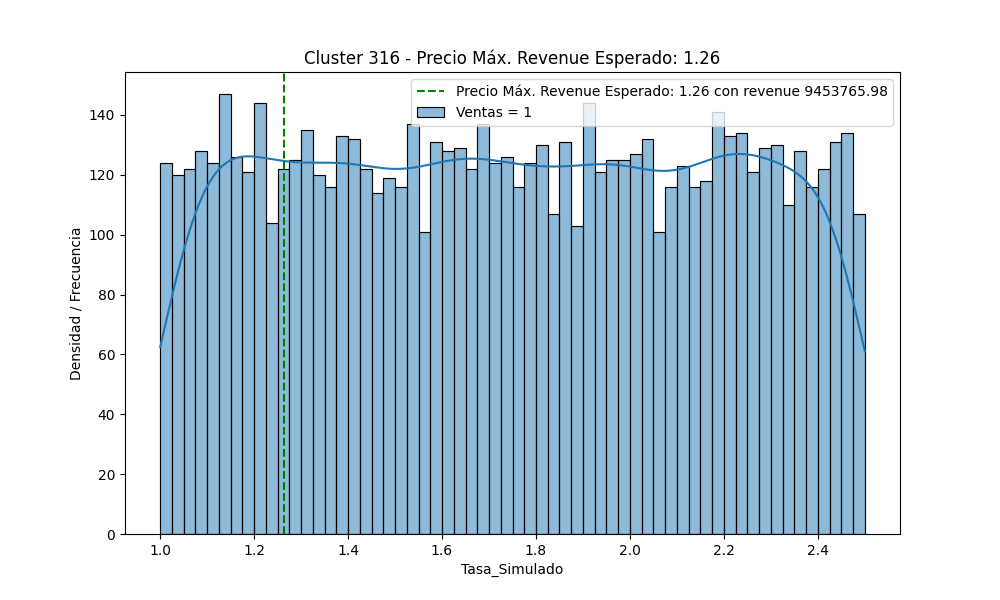 Cluster 316 - Precio Máx. Revenue Esperado: 1.26
Precio Máx. Revenue Esperado: 1.26 con revenue 9453765.98
Ventas = 1
Densidad / Frecuencia
140
120
100
80
60
40
20
0
1.0 1.2 1.4 1.6 1.8 2.0 2.2 2.4
Tasa_Simulado